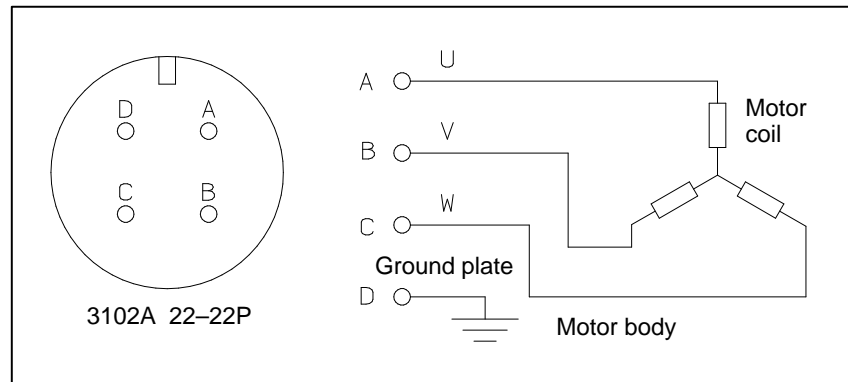 D A
C B
3102A 22–22P
A U
Motor
coil
B V
C W
Ground plate
D
Motor body